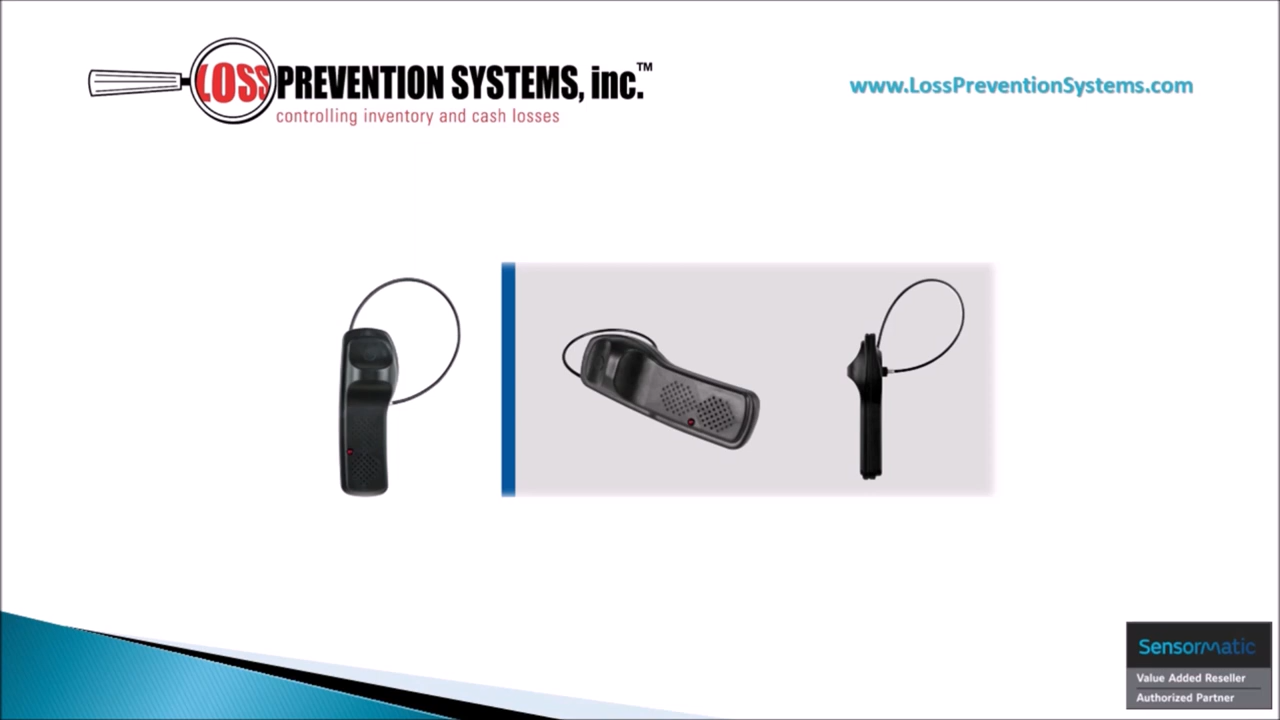 LOSS PREVENTION SYSTEMS, inc.™
controlling inventory and cash losses
www.LossPreventionSystems.com
Sensormatic
Value Added Reseller
Authorized Partner